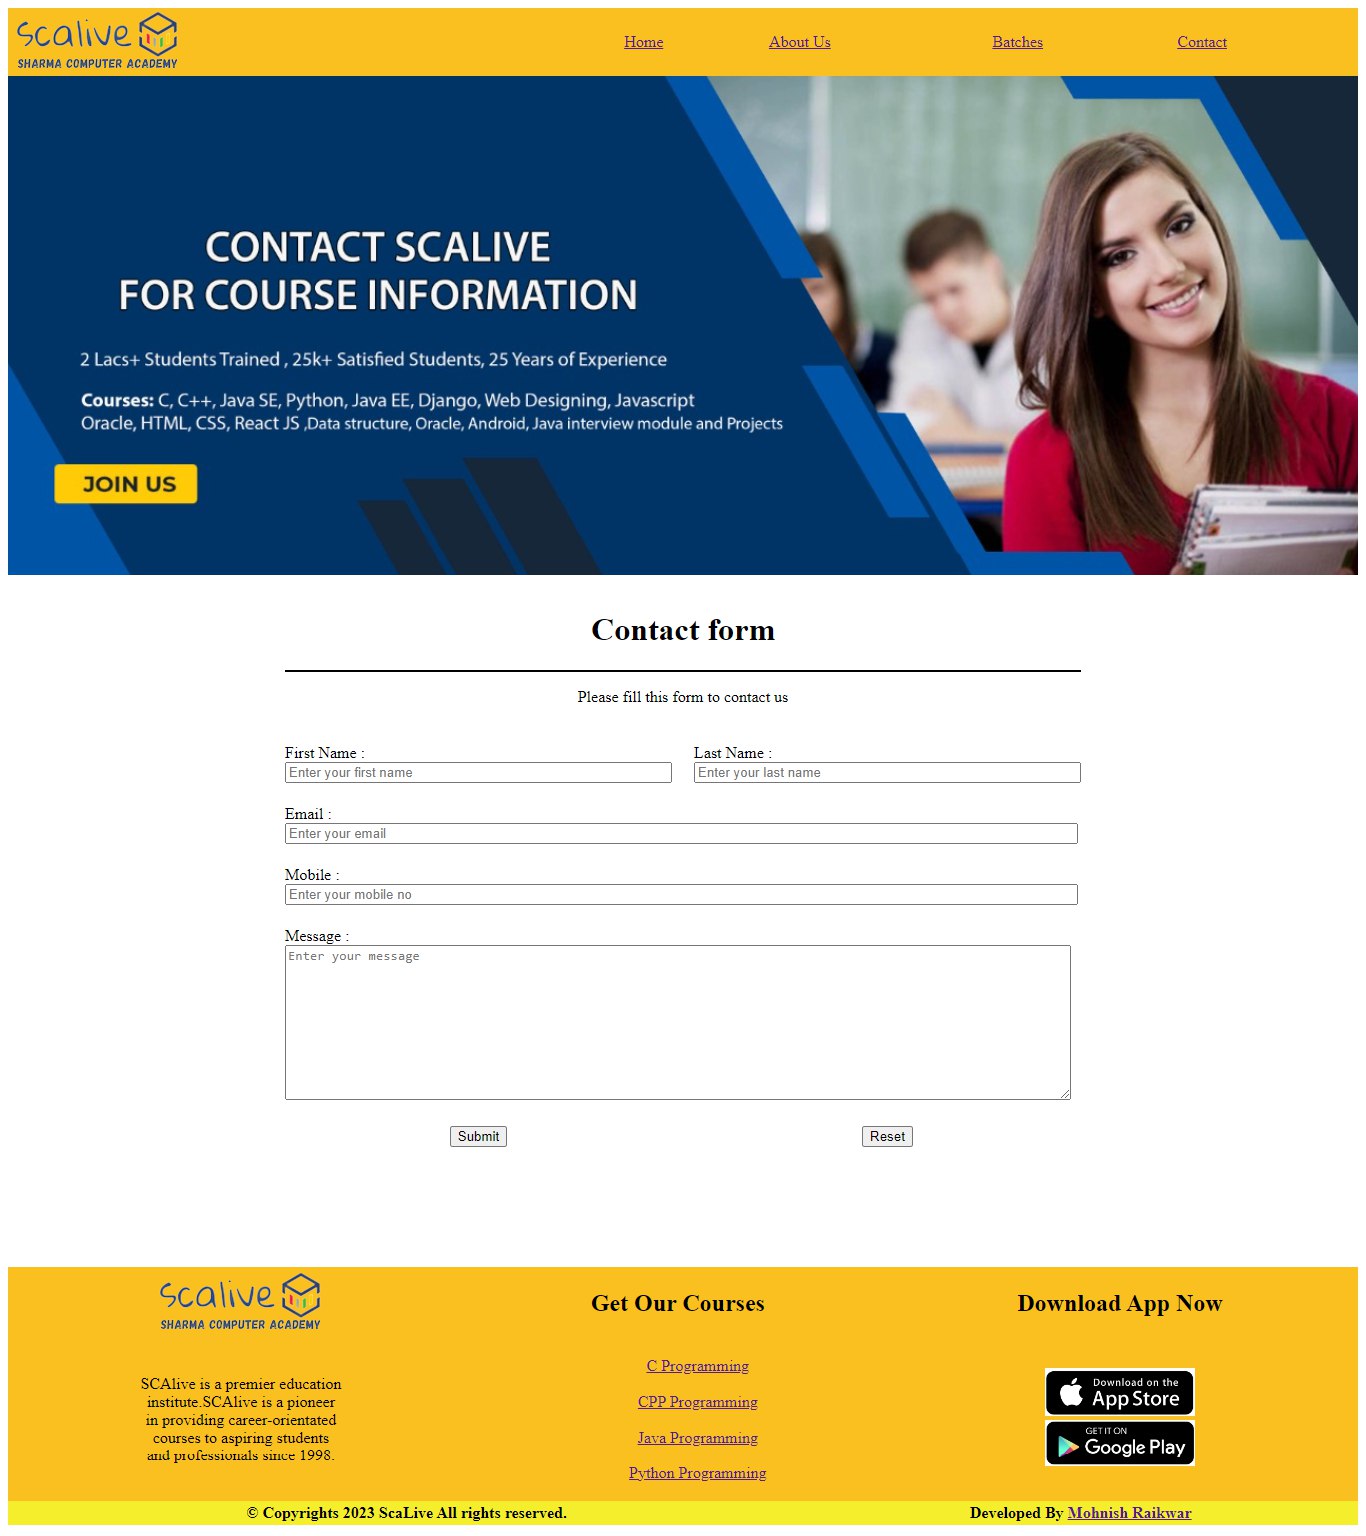 Scalive
SHARMA COMPUTER ACADEMY
Home About Us Batches Contact
CONTACT SCALIVE
FOR COURSE INFORMATION
2 Lacs+ Students Trained , 25k+ Satisfied Students, 25 Years of Experience
Courses: C, C++, Java SE, Python, Java EE, Django, Web Designing, Javascript
Oracle, HTML, CSS, React JS ,Data structure, Oracle, Android, Java interview module and Projects
JOIN US
Contact form
Please fill this form to contact us
First Name : Last Name :
Enter your first name Enter your last name
Email :
Enter your email
Mobile :
Enter your mobile no
Message :
Enter your message
Submit Reset
Scalive
SHARMA COMPUTER ACADEMY
SCAlive is a premier education
institute.SCAlive is a pioneer
in providing career-orientated
courses to aspiring students
and professionals since 1998.
Get Our Courses
C Programming
CPP Programming
Java Programming
Python Programming
Download App Now
Download on the
App Store
GET IT ON
Google Play
© Copyrights 2023 ScaLive All rights reserved. Developed By Mohnish Raikwar